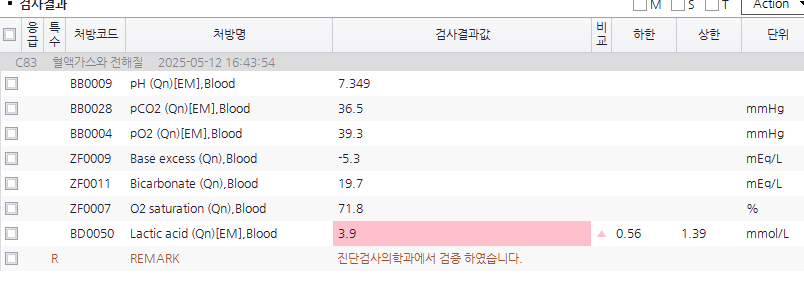 ▪ 검사결과 M S T Action
응급 특수 처방코드 처방명 검사결과값 비교 하한 상한 단위
C83 혈액가스와 전해질 2025-05-12 16:43:54
BB0009 pH (Qn)[EM],Blood 7.349
BB0028 pCO2 (Qn)[EM],Blood 36.5 mmHg
BB0004 pO2 (Qn)[EM],Blood 39.3 mmHg
ZF0009 Base excess (Qn),Blood -5.3 mEq/L
ZF0011 Bicarbonate (Qn),Blood 19.7 mEq/L
ZF0007 O2 saturation (Qn),Blood 71.8 %
BD0050 Lactic acid (Qn)[EM],Blood 3.9 ▲ 0.56 1.39 mmol/L
R REMARK 진단검사의학과에서 검증 하였습니다.